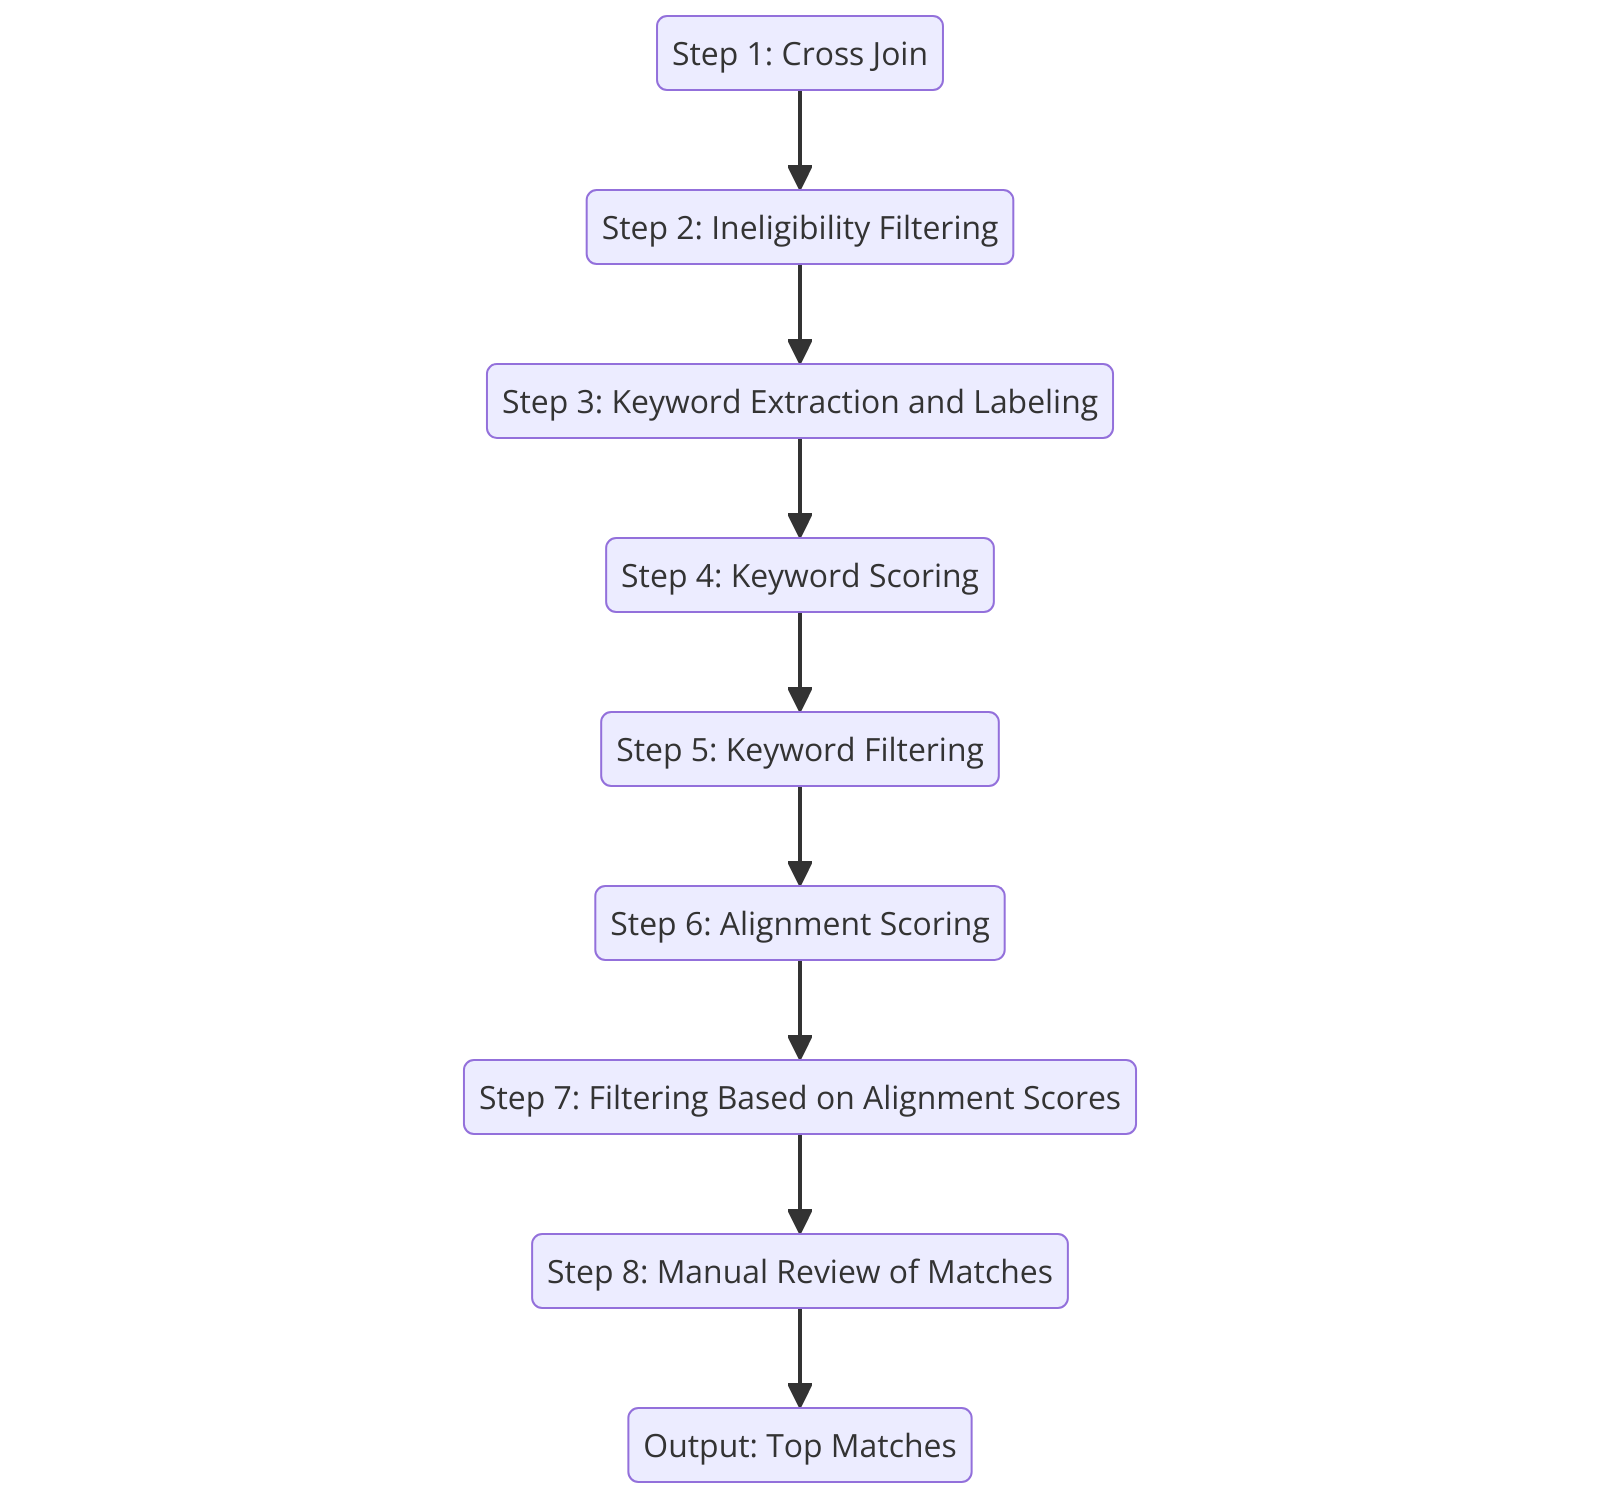 Step 1: Cross Join
Step 2: Ineligibility Filtering
Step 3: Keyword Extraction and Labeling
Step 4: Keyword Scoring
Step 5: Keyword Filtering
Step 6: Alignment Scoring
Step 7: Filtering Based on Alignment Scores
Step 8: Manual Review of Matches
Output: Top Matches